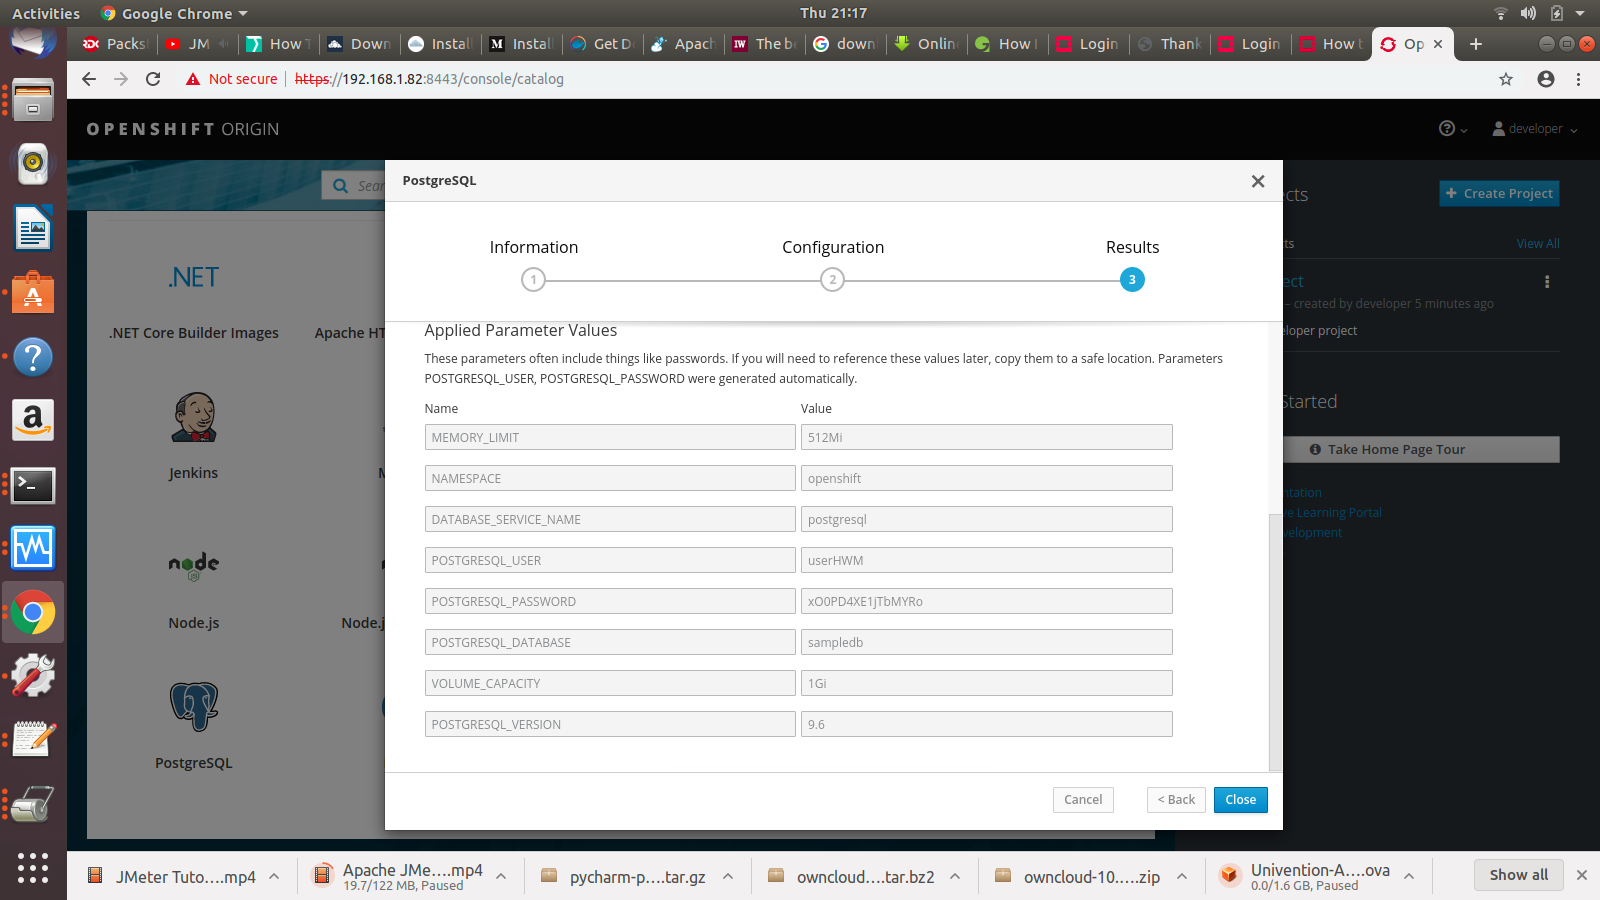 Activities
Google Chrome
Thu 21:17
Packs
JM
How T
Down
Instal
Instal
Get D
Apach
The b
down
Onlin
How I
Login
Thank
Login
How t
Op
Not secure
https://192.168.1.82:8443/console/catalog
OPENSHIFT ORIGIN
developer
Sear
PostgreSQL
ects
Create Project
Information
Configuration
Results
1
2
3
ts
View All
ect
– created by developer 5 minutes ago
eloper project
Started
Take Home Page Tour
ntation
ve Learning Portal
velopment
.NET
.NET Core Builder Images
Apache HT
Jenkins
M
node
Node.js
Node.j
PostgreSQL
Applied Parameter Values
These parameters often include things like passwords. If you will need to reference these values later, copy them to a safe location. Parameters
POSTGRESQL_USER, POSTGRESQL_PASSWORD were generated automatically.
Name Value
MEMORY_LIMIT 512Mi
NAMESPACE openshift
DATABASE_SERVICE_NAME postgresql
POSTGRESQL_USER userHWM
POSTGRESQL_PASSWORD xO0PD4XE1jTbMYRo
POSTGRESQL_DATABASE sampledb
VOLUME_CAPACITY 1Gi
POSTGRESQL_VERSION 9.6
Cancel
< Back
Close
JMeter Tuto....mp4
Apache JMe....mp4
19.7/122 MB, Paused
pycharm-p....tar.gz
owncloud....tar.bz2
owncloud-10.....zip
Univention-A....ova
0.0/1.6 GB, Paused
Show all